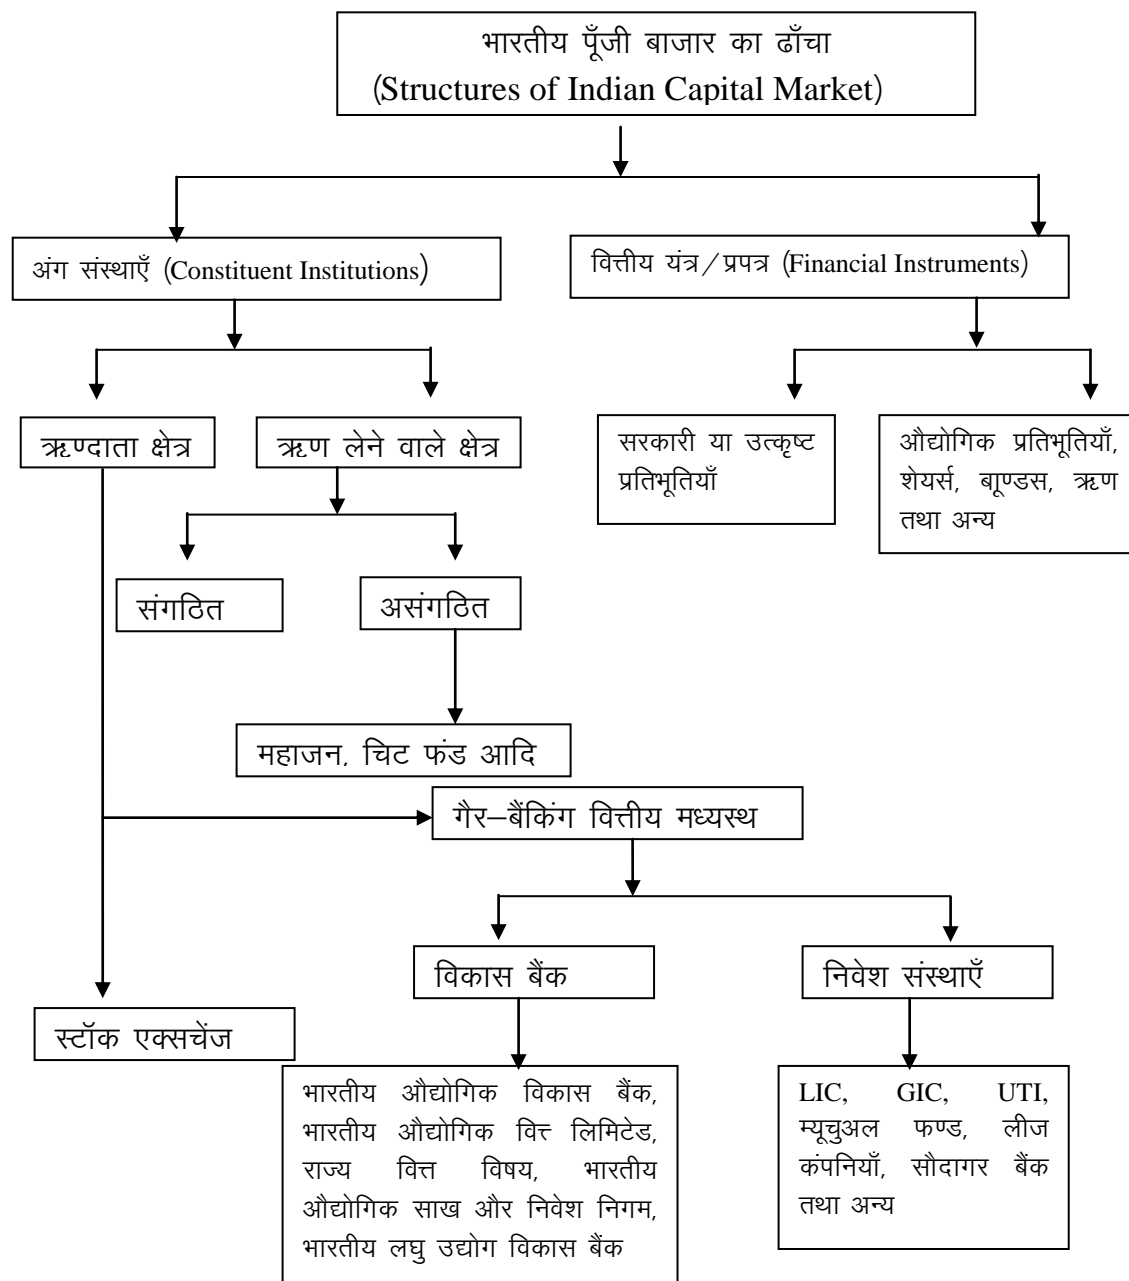 भारतीय पूँजी बाजार का ढाँचा
(Structures of Indian Capital Market)
अंग संस्थाएँ (Constituent Institutions)
वित्तीय यंत्र/प्रपत्र (Financial Instruments)
ऋण्दाता क्षेत्र
ऋण लेने वाले क्षेत्र
सरकारी या उत्कृष्ट
प्रतिभूतियाँ
औद्योगिक प्रतिभूतियाँ,
शेयर्स, बाूण्डस, ऋण
तथा अन्य
संगठित
असंगठित
महाजन, चिट फंड आदि
गैर–बैंकिंग वित्तीय मध्यस्थ
विकास बैंक
निवेश संस्थाएँ
स्टॉक एक्सचेंज
भारतीय औद्योगिक विकास बैंक,
भारतीय औद्योगिक वित्त लिमिटेड,
राज्य वित्त विषय, भारतीय
औद्योगिक साख और निवेश निगम,
भारतीय लघु उद्योग विकास बैंक
LIC, GIC, UTI,
म्यूचुअल फण्ड, लीज
कंपनियाँ, सौदागर बैंक
तथा अन्य